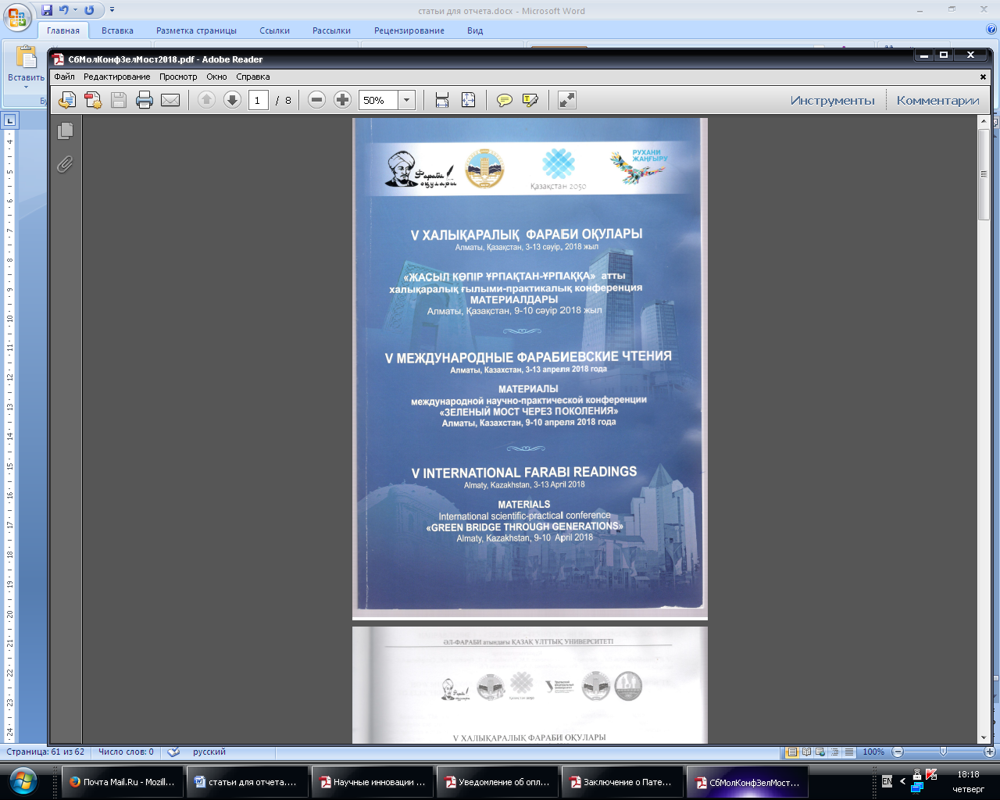 статьи для отчета.docx - Microsoft Word
Главная Вставка Разметка страницы Ссылки Рассылки Рецензирование Вид
Вставить
СбМолКонфЗелМост2018.pdf - Adobe Reader
Файл Редактирование Просмотр Окно Справка
1 / 8 50% Инструменты Комментарии
Фараби оқулары
Қазақстан 2050
РУХАНИ
ЖАҢҒЫРУ
V ХАЛЫҚАРАЛЫҚ ФАРАБИ ОҚУЛАРЫ
Алматы, Қазақстан, 3-13 сәуір, 2018 жыл
«ЖАСЫЛ КӨПІР ҰРПАҚТАН-ҰРПАҚҚА» атты
халықаралық ғылыми-практикалық конференция
МАТЕРИАЛДАРЫ
Алматы, Қазақстан, 9-10 сәуір 2018 жыл
V МЕЖДУНАРОДНЫЕ ФАРАБИЕВСКИЕ ЧТЕНИЯ
Алматы, Казахстан, 3-13 апреля 2018 года
МАТЕРИАЛЫ
международной научно-практической конференции
«ЗЕЛЕНЫЙ МОСТ ЧЕРЕЗ ПОКОЛЕНИЯ»
Алматы, Казахстан, 9-10 апреля 2018 года
V INTERNATIONAL FARABI READINGS
Almaty, Kazakhstan, 3-13 April 2018
MATERIALS
International scientific-practical conference
«GREEN BRIDGE THROUGH GENERATIONS»
Almaty, Kazakhstan, 9-10 April 2018
ӘЛ-ФАРАБИ атындағы ҚАЗАҚ ҰЛТТЫҚ УНИВЕРСИТЕТІ
V ХАЛЫҚАРАЛЫҚ ФАРАБИ ОҚУЛАРЫ
Страница: 61 из 62 Число слов: 0 русский 100%
Почта Mail.Ru - Mozill... статьи для отчета.... Научные инновации ... Уведомление об опл... Заключение о Пате... СбМолКонфЗелМост... EN 18:18
четверг